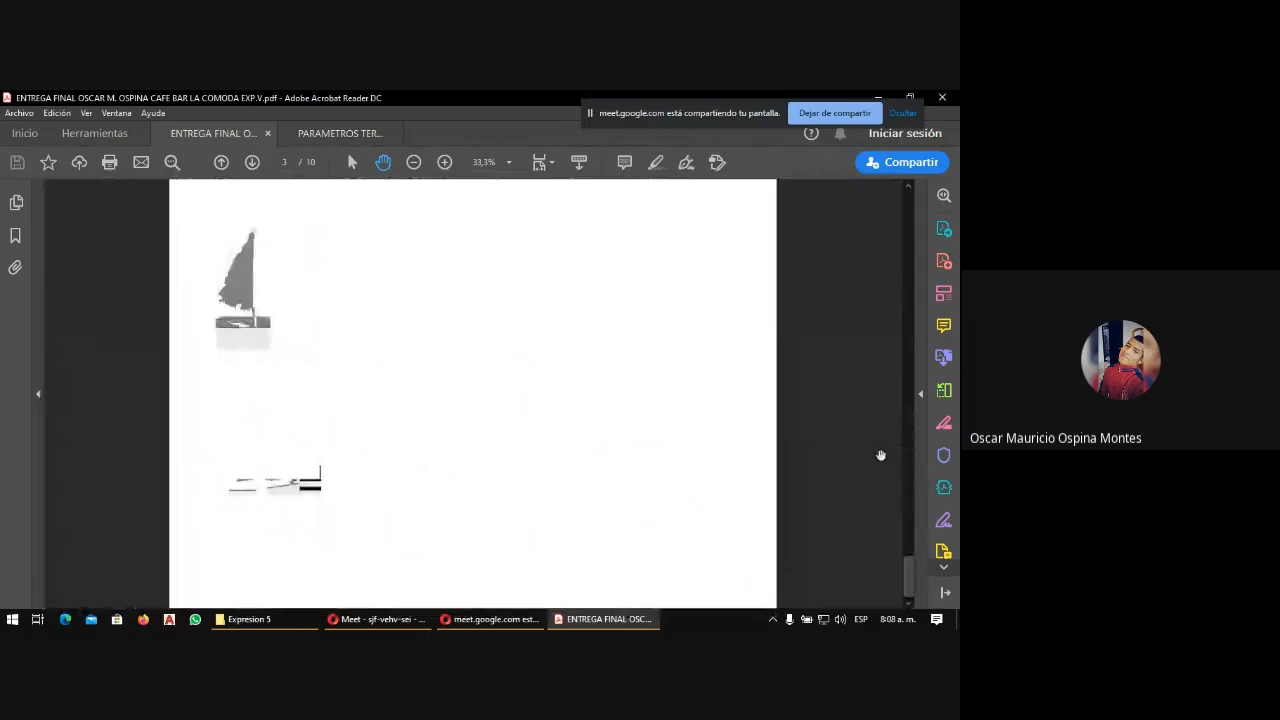 ENTREGA FINAL OSCAR M. OSPINA CAFE BAR LA COMODA EXP.V.pdf - Adobe Acrobat Reader DC
Archivo Edición Ver Ventana Ayuda
meet.google.com está compartiendo tu pantalla. Dejar de compartir Ocultar
Inicio Herramientas ENTREGA FINAL O... PARAMETROS TER... Iniciar sesión
3 / 10 33,3% Compartir
Oscar Mauricio Ospina Montes
Expresion 5 Meet - sjf-vehv-sei - ... meet.google.com est... ENTREGA FINAL OSC... ESP 8:08 a. m.